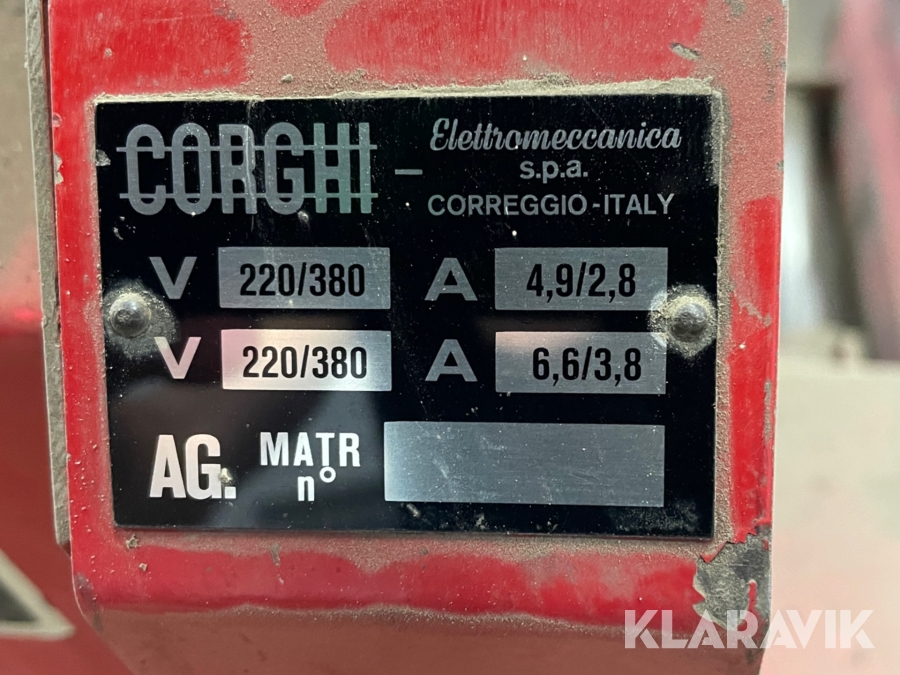 CORGHI - Elettromeccanica
s.p.a.
CORREGGIO-ITALY
V 220/380 A 4,9/2,8
V 220/380 A 6,6/3,8
AG. MATR
n°
KLARAVIK